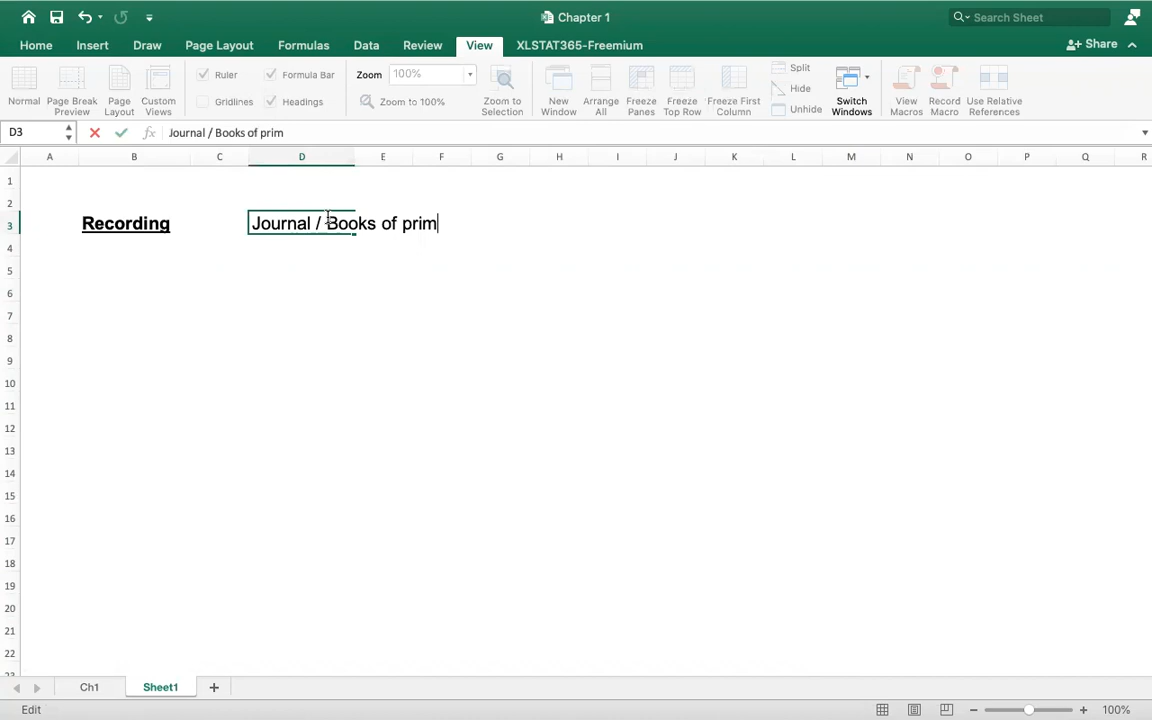 Chapter 1
Search Sheet
Home Insert Draw Page Layout Formulas Data Review View XLSTAT365-Freemium
Share
Normal
Page Break Preview
Page Layout
Custom Views
Ruler
Formula Bar
Gridlines
Headings
Zoom 100%
Zoom to 100%
Zoom to Selection
New Window
Arrange All
Freeze Panes
Freeze Top Row
Freeze First Column
Split
Hide
Unhide
Switch Windows
View Macros
Record Macro
Use Relative References
D3 fx Journal / Books of prim
A B C D E F G H I J K L M N O P Q R
1
2
3 Recording Journal / Books of prim
4
5
6
7
8
9
10
11
12
13
14
15
16
17
18
19
20
21
22
23
Ch1 Sheet1
Edit 100%